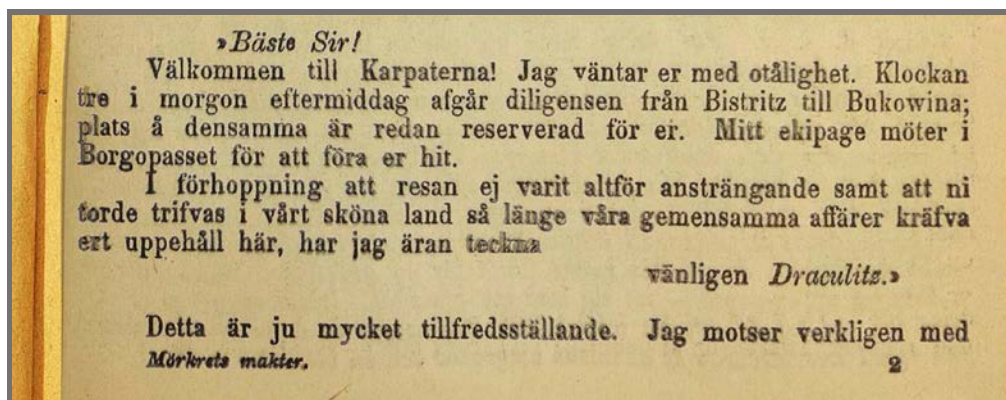 »Bäste Sir!
Välkommen till Karpaterna! Jag väntar er med otålighet. Klockan
tre i morgon eftermiddag afgår diligensen från Bistritz till Bukowina;
plats å densamma är redan reserverad för er. Mitt ekipage möter i
Borgopasset för att föra er hit.
I förhoppning att resan ej varit altför ansträngande samt att ni
torde trifvas i vårt sköna land så länge våra gemensamma affärer kräfva
ert uppehåll här, har jag äran teckna
vänligen Draculitz.»
Detta är ju mycket tillfredsställande. Jag motser verkligen med
Mörkrets makter. 2